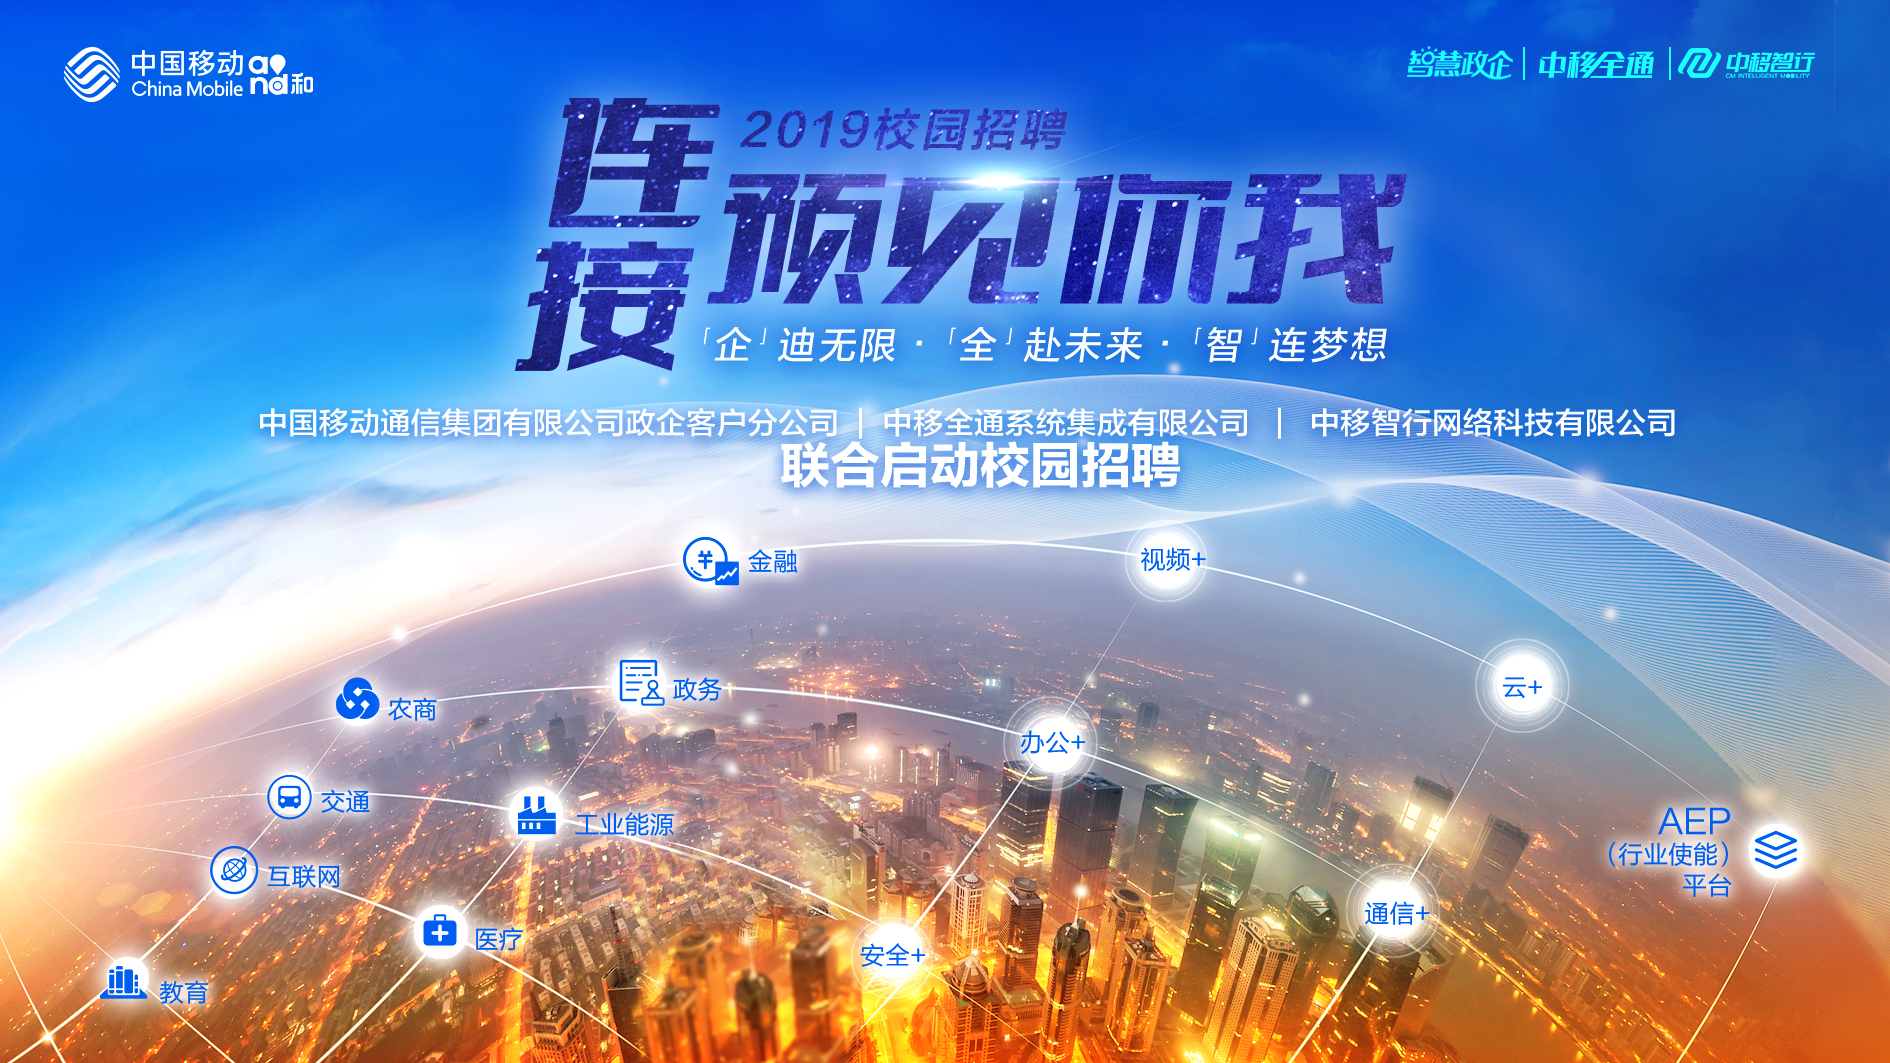 中国移动
China Mobile
and和
智慧政企 | 中移全通 | 中移智行
CM INTELLIGENT MOBILITY
2019校园招聘
连接
预见你我
「企」迪无限·「全」赴未来·「智」连梦想
中国移动通信集团有限公司政企客户分公司 | 中移全通系统集成有限公司 | 中移智行网络科技有限公司
联合启动校园招聘
金融
视频+
政务
云+
农商
办公+
交通
工业能源
AEP
（行业使能）
平台
互联网
通信+
医疗
安全+
教育